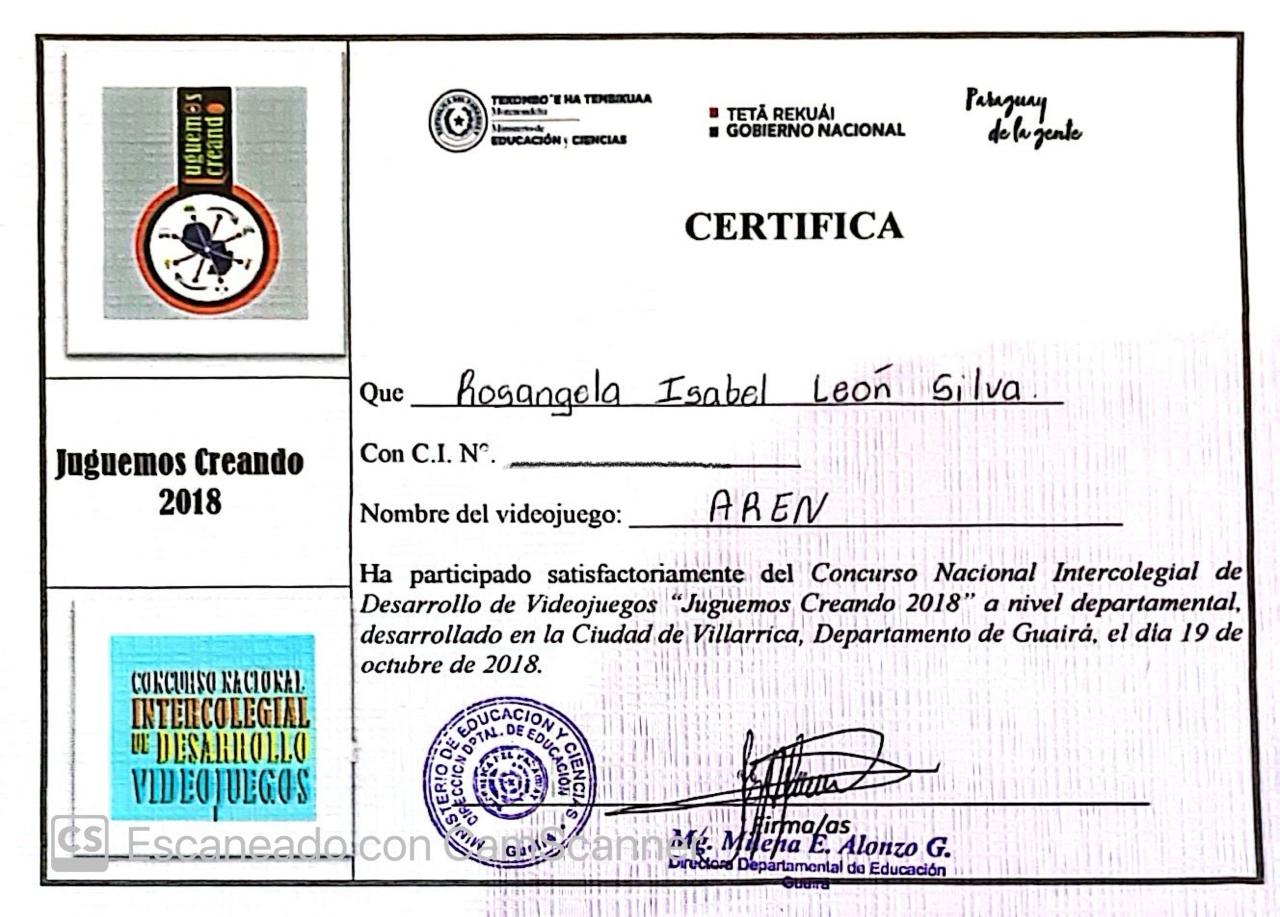 Juguemos
creando
TEKOMBO'E HA TEMBIKUAA
Motenondeha
Ministerio de
EDUCACIÓN y CIENCIAS
TETÃ REKUÁI
GOBIERNO NACIONAL
Paraguay
de la gente
CERTIFICA
Que Rosangela Isabel León Silva.
Con C.I. N°.
Nombre del videojuego: AREN
Juguemos Creando
2018
Ha participado satisfactoriamente del Concurso Nacional Intercolegial de
Desarrollo de Videojuegos “Juguemos Creando 2018” a nivel departamental,
desarrollado en la Ciudad de Villarrica, Departamento de Guairá, el día 19 de
octubre de 2018.
CONCURSO NACIONAL
INTERCOLEGIAL
DE DESARROLLO
VIDEOJUEGOS
MINISTERIO DE EDUCACION Y CIENCIAS
DIRECCION DPTAL. DE EDUCACIÓN
Guairá
Firma/as
Mg. Milena E. Alonzo G.
Directora Departamental de Educación
Guairá
CS Escaneado con CamScanner